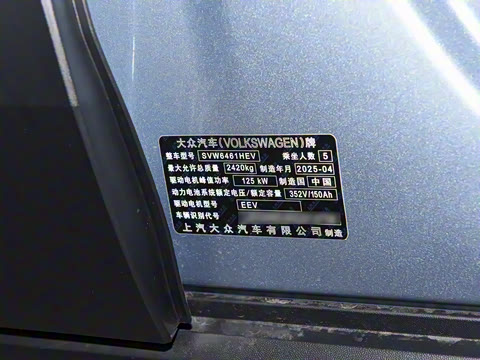 大众汽车(VOLKSWAGEN)牌
整车型号 SVW6461HEV 乘坐人数 5
最大允许总质量 2420kg 制造年月 2025-04
驱动电机峰值功率 125 kW 制造国 中国
动力电池系统额定电压/额定容量 352V/150Ah
驱动电机型号 EEV
车辆识别代号
上汽大众汽车有限公司 制造